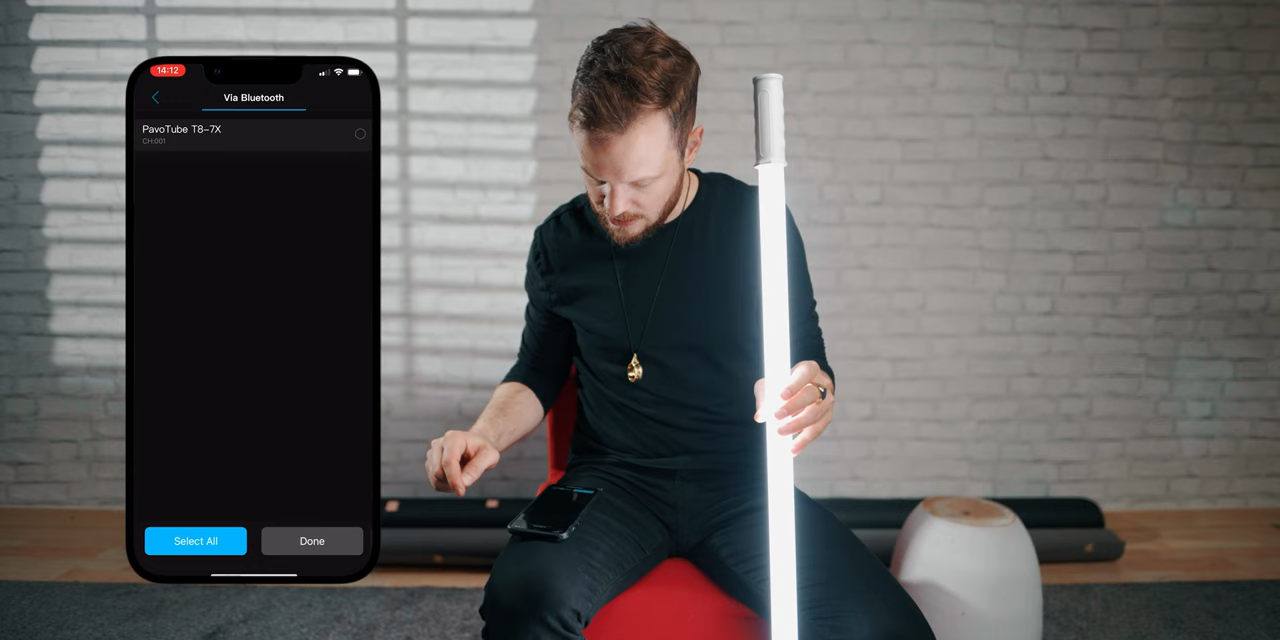 14:12
Via Bluetooth
PavoTube T8-7X
CH:001
Select All
Done